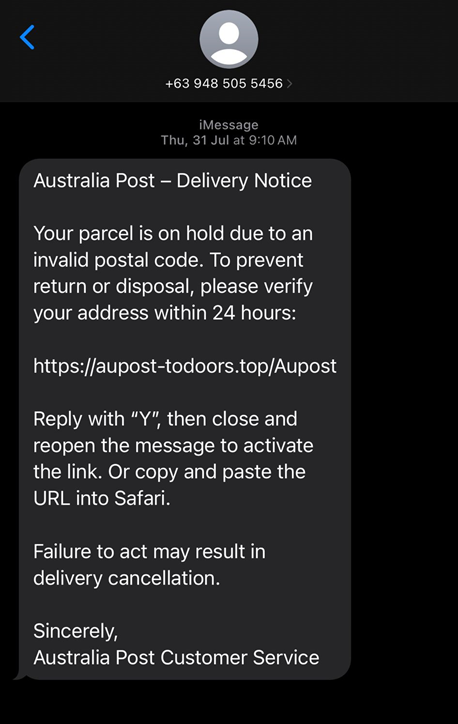 +63 948 505 5456
iMessage
Thu, 31 Jul at 9:10 AM
Australia Post – Delivery Notice
Your parcel is on hold due to an
invalid postal code. To prevent
return or disposal, please verify
your address within 24 hours:
https://aupost-todoors.top/Aupost
Reply with “Y”, then close and
reopen the message to activate
the link. Or copy and paste the
URL into Safari.
Failure to act may result in
delivery cancellation.
Sincerely,
Australia Post Customer Service